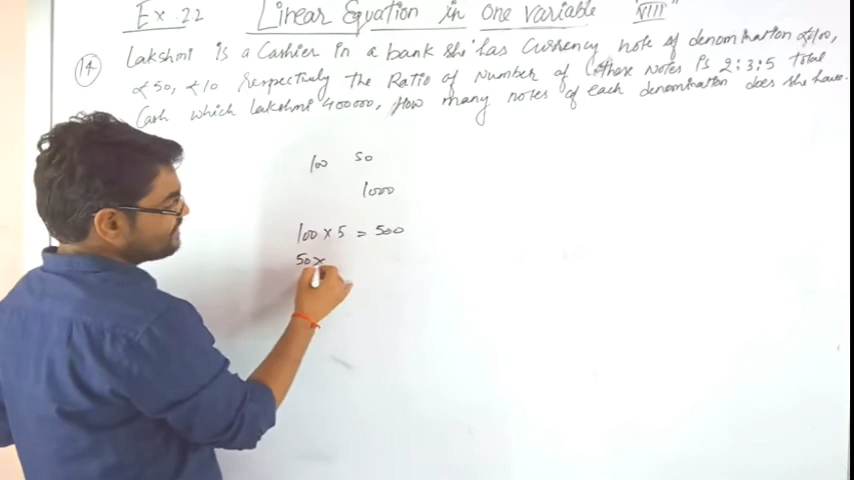 Ex 2.2 Linear Equation in One Variable "VIII"
14 Lakshmi is a Cashier in a bank she has Currency note of denomination ₹100,
₹50, ₹10 respectively the Ratio of Number of these Notes is 2:3:5 total
Cash which Lakshmi 400000, How many notes of each denomination does she have.
100 50
1000
100 × 5 = 500
50×